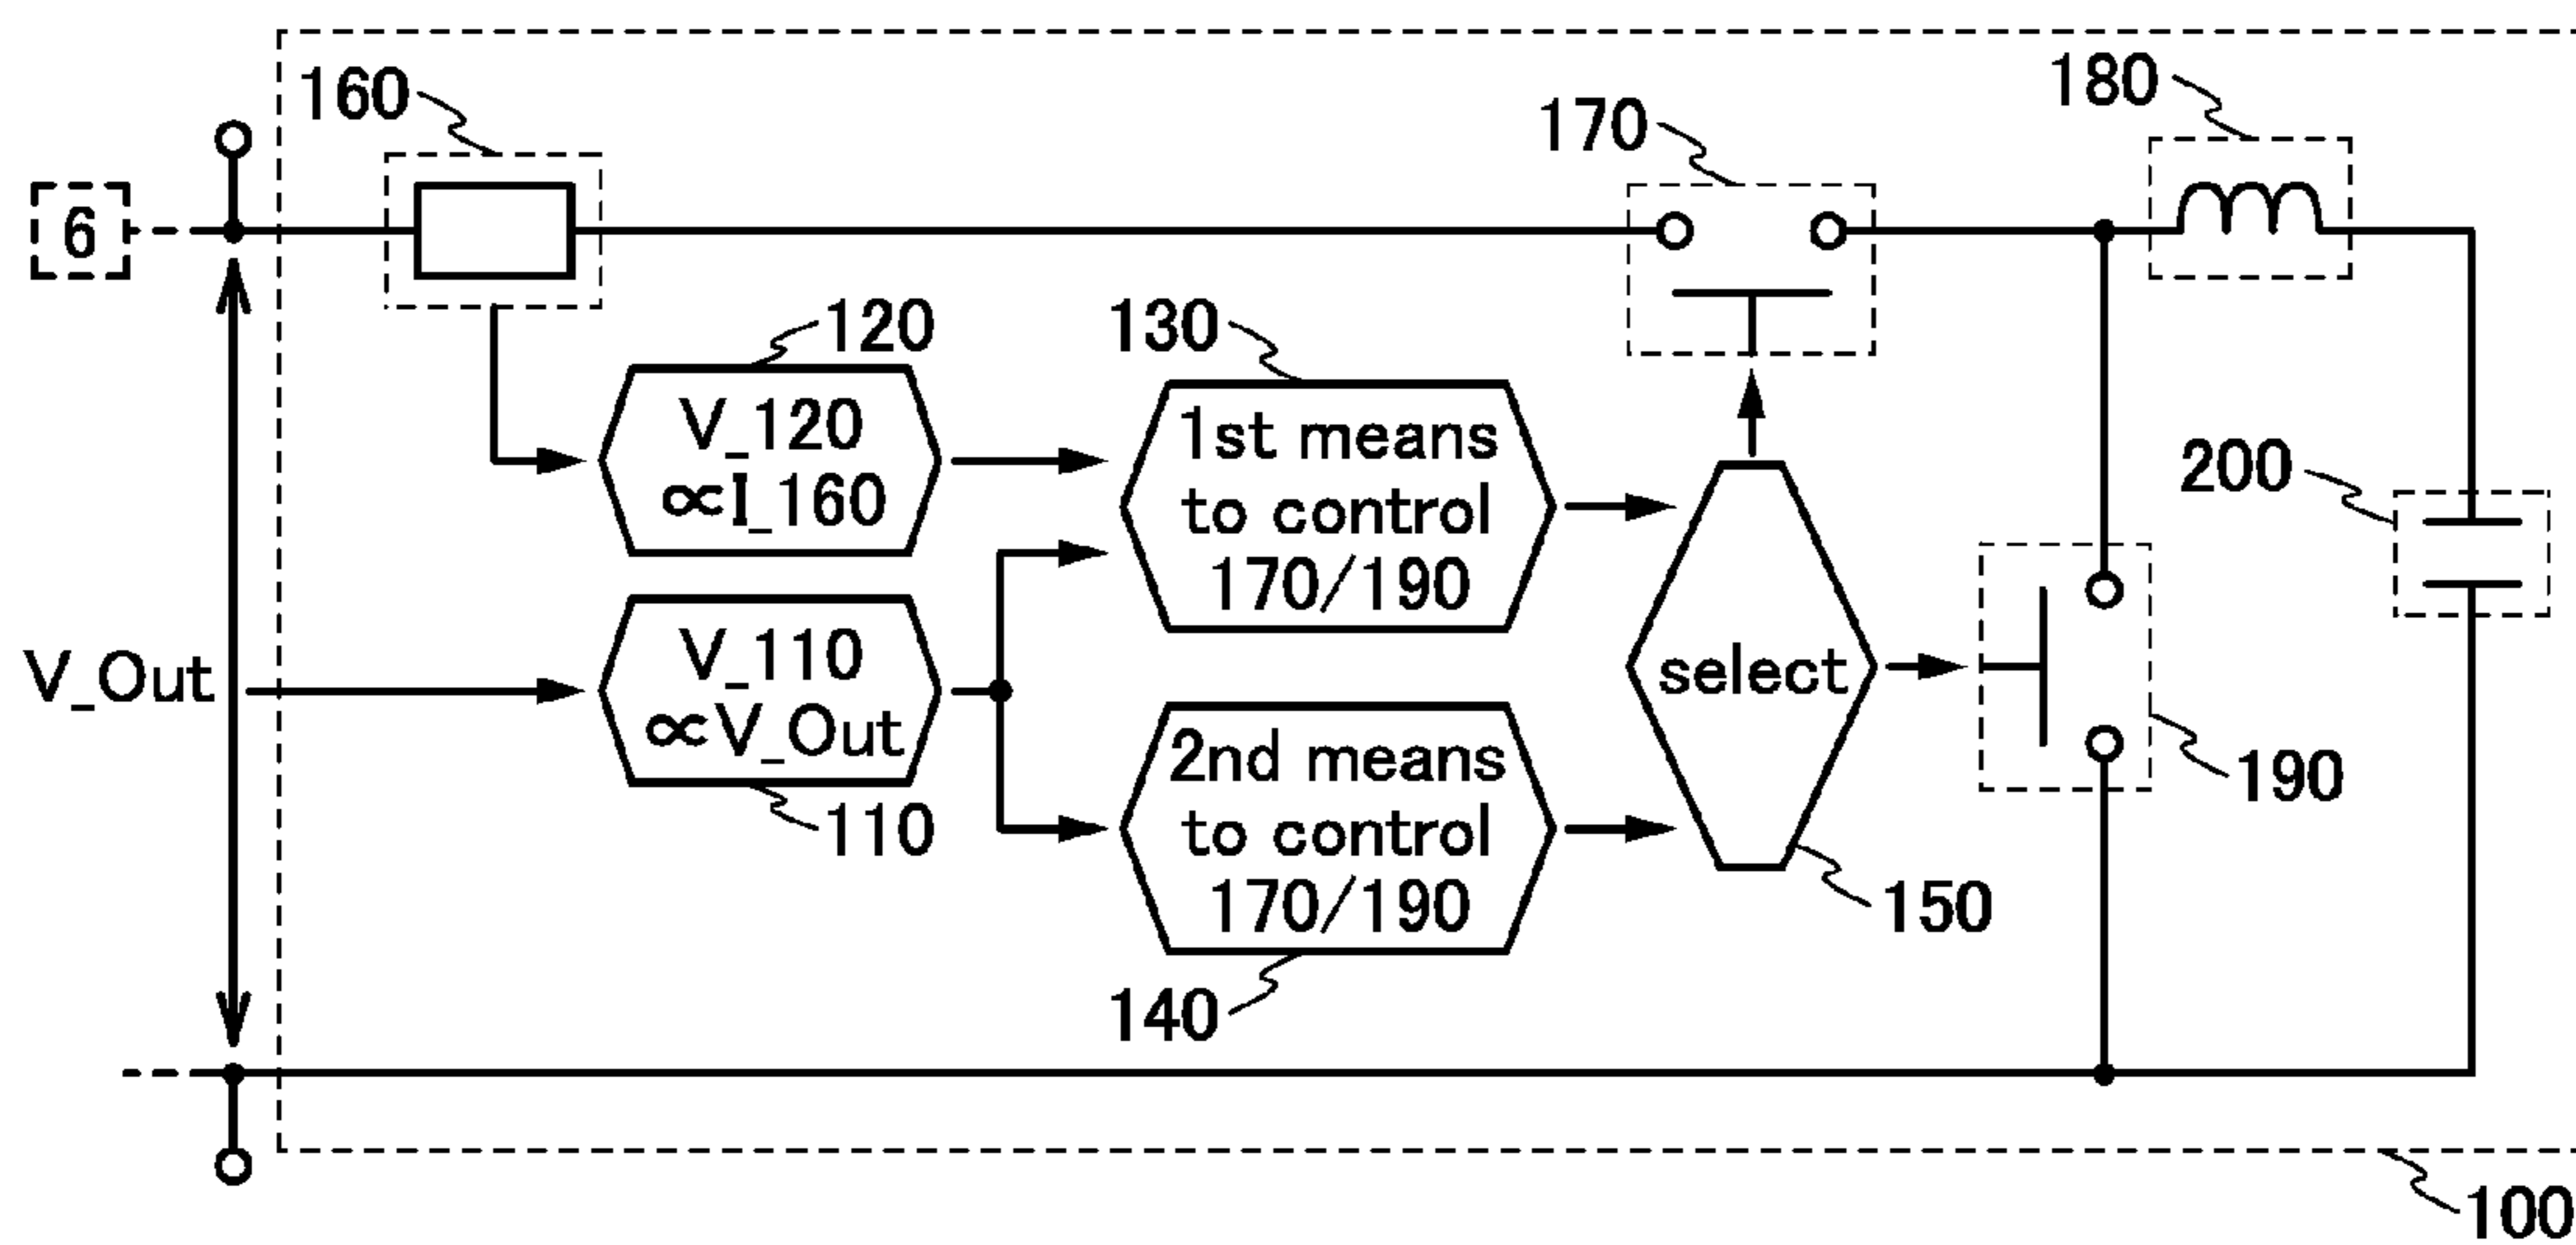 160
170
180
6
120
V_120
∝I_160
130
1st means
to control
170/190
200
V_Out
V_110
∝V_Out
110
select
190
2nd means
to control
170/190
150
140
100